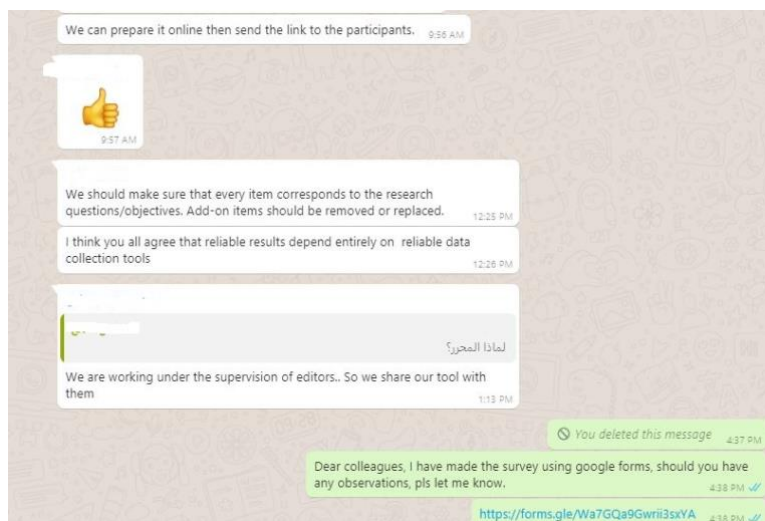 We can prepare it online then send the link to the participants. 9:56 AM
9:57 AM
We should make sure that every item corresponds to the research
questions/objectives. Add-on items should be removed or replaced. 12:25 PM
I think you all agree that reliable results depend entirely on reliable data
collection tools 12:26 PM
لماذا المحرر؟
We are working under the supervision of editors.. So we share our tool with
them 1:13 PM
You deleted this message 4:37 PM
Dear colleagues, I have made the survey using google forms, should you have
any observations, pls let me know. 4:38 PM
https://forms.gle/Wa7GQa9Gwrii3sxYA 4:38 PM